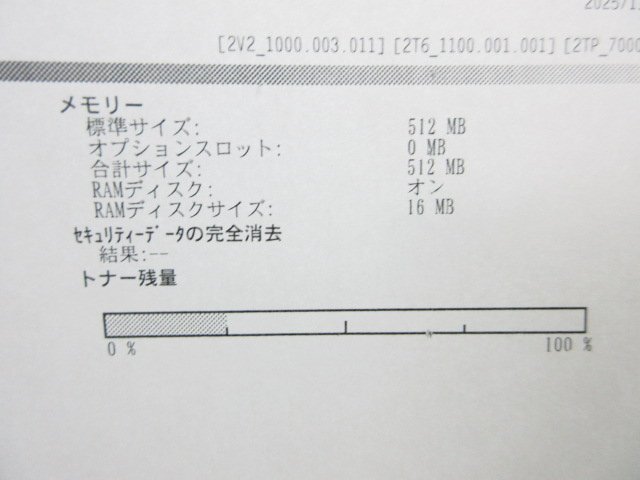 [2V2_1000.003.011] [2T6_1100.001.001] [2TP_7000
メモリー
標準サイズ: 512 MB
オプションスロット: 0 MB
合計サイズ: 512 MB
RAMディスク: オン
RAMディスクサイズ: 16 MB
ｾｷｭﾘﾃｨｰﾃﾞｰﾀの完全消去
結果:--
トナー残量
0 % 100 %